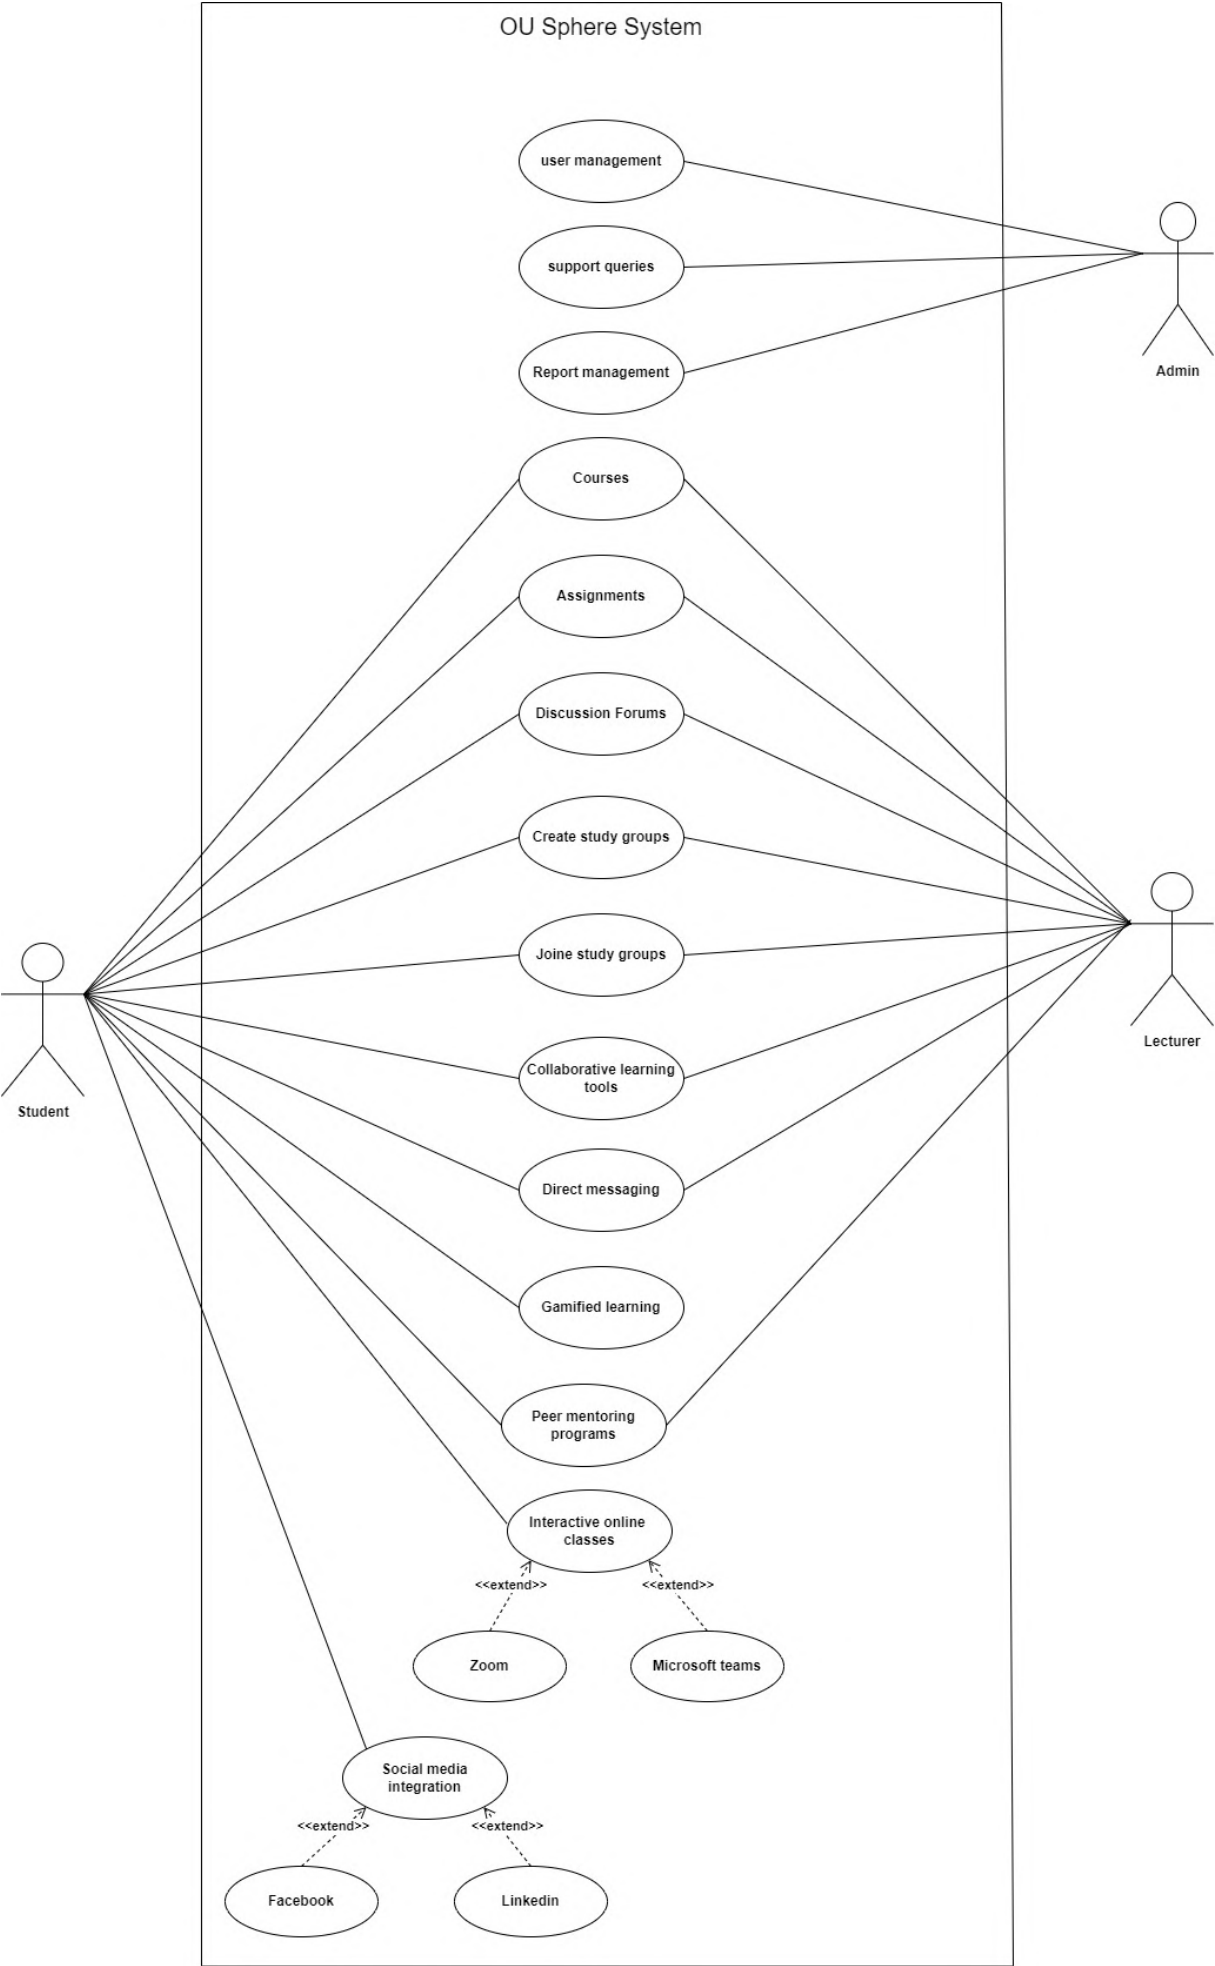 OU Sphere System
user management
support queries
Report management
Admin
Courses
Assignments
Discussion Forums
Create study groups
Joine study groups
Lecturer
Collaborative learning
tools
Student
Direct messaging
Gamified learning
Peer mentoring
programs
Interactive online
classes
<<extend>>
<<extend>>
Zoom
Microsoft teams
Social media
integration
<<extend>>
<<extend>>
Facebook
Linkedin